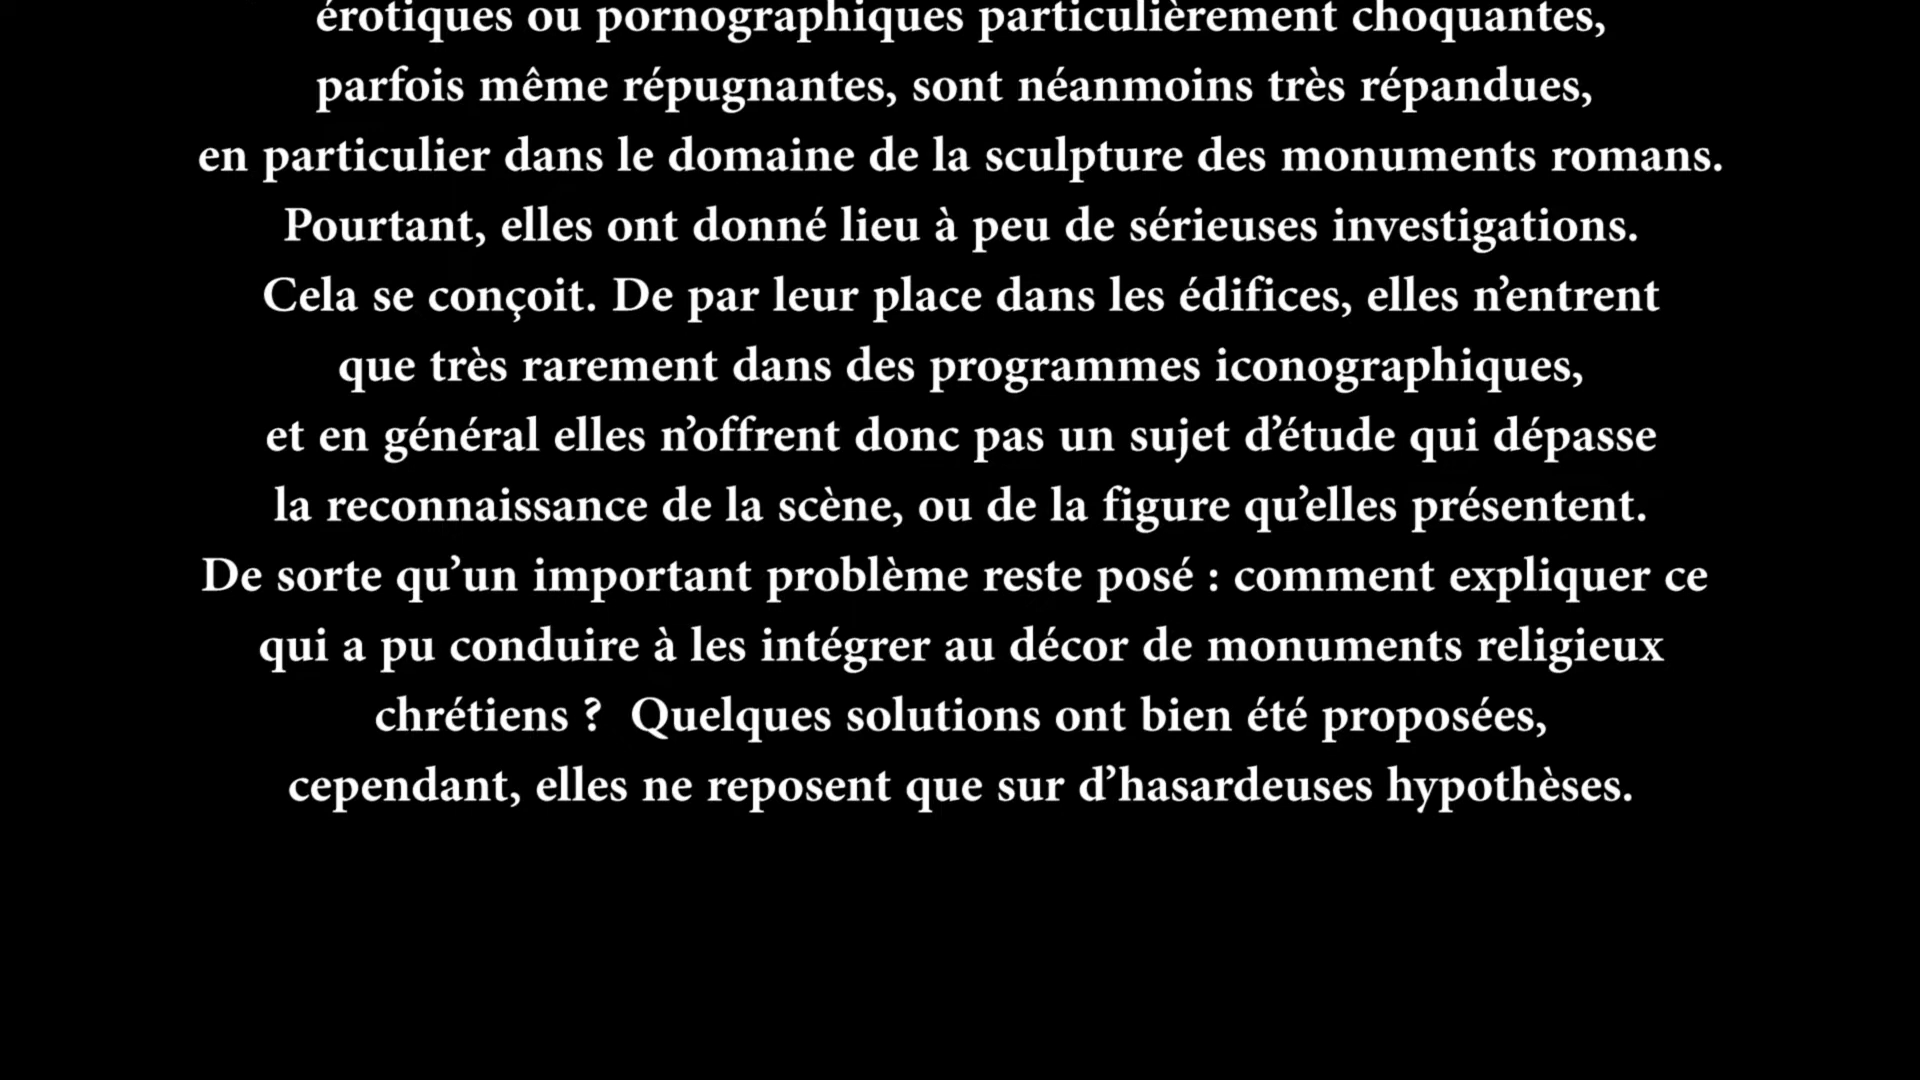 érotiques ou pornographiques particulièrement choquantes,
parfois même répugnantes, sont néanmoins très répandues,
en particulier dans le domaine de la sculpture des monuments romans.
Pourtant, elles ont donné lieu à peu de sérieuses investigations.
Cela se conçoit. De par leur place dans les édifices, elles n’entrent
que très rarement dans des programmes iconographiques,
et en général elles n’offrent donc pas un sujet d’étude qui dépasse
la reconnaissance de la scène, ou de la figure qu’elles présentent.
De sorte qu’un important problème reste posé : comment expliquer ce
qui a pu conduire à les intégrer au décor de monuments religieux
chrétiens ?  Quelques solutions ont bien été proposées,
cependant, elles ne reposent que sur d’hasardeuses hypothèses.